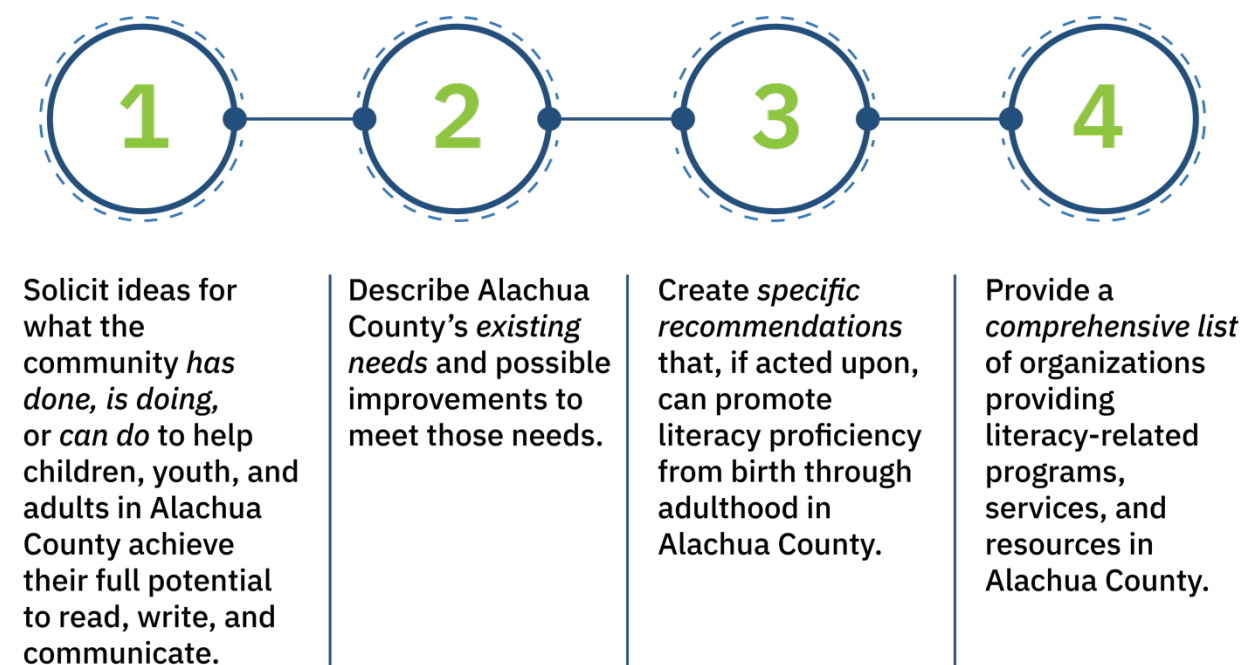 1
Solicit ideas for
what the
community has
done, is doing,
or can do to help
children, youth, and
adults in Alachua
County achieve
their full potential
to read, write, and
communicate.
2
Describe Alachua
County’s existing
needs and possible
improvements to
meet those needs.
3
Create specific
recommendations
that, if acted upon,
can promote
literacy proficiency
from birth through
adulthood in
Alachua County.
4
Provide a
comprehensive list
of organizations
providing
literacy-related
programs,
services, and
resources in
Alachua County.